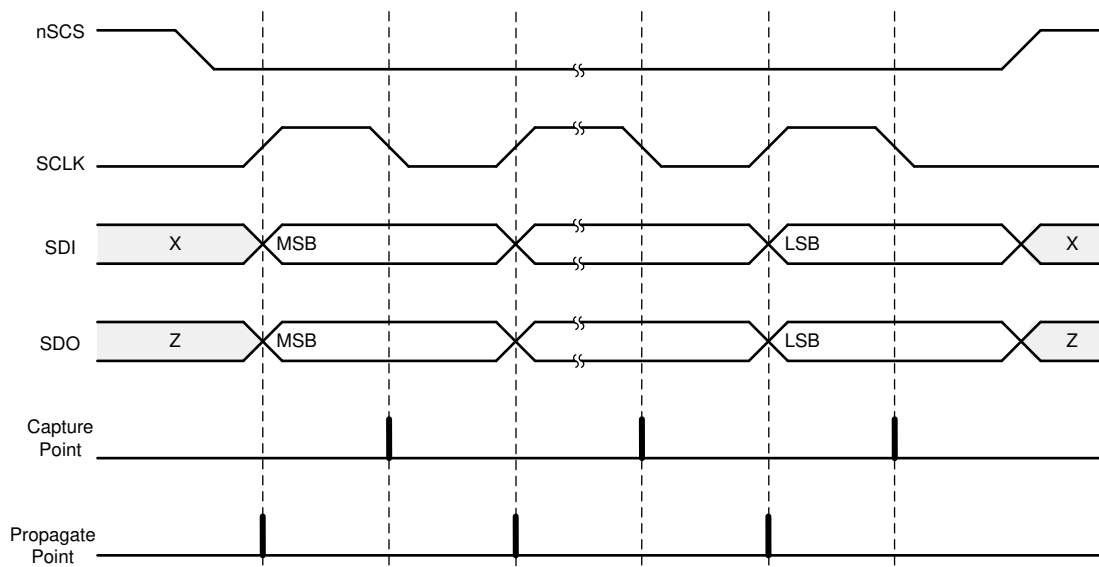 nSCS
SCLK
SDI
X
MSB
LSB
X
SDO
Z
MSB
LSB
Z
Capture
Point
Propagate
Point